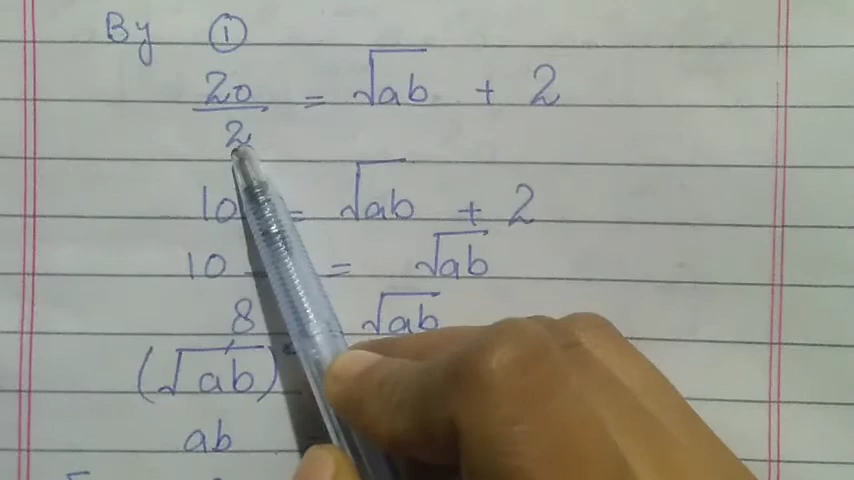 By ①
20/2 = √ab + 2
10 = √ab + 2
10 = √ab
8 √ab
(√ab)
ab